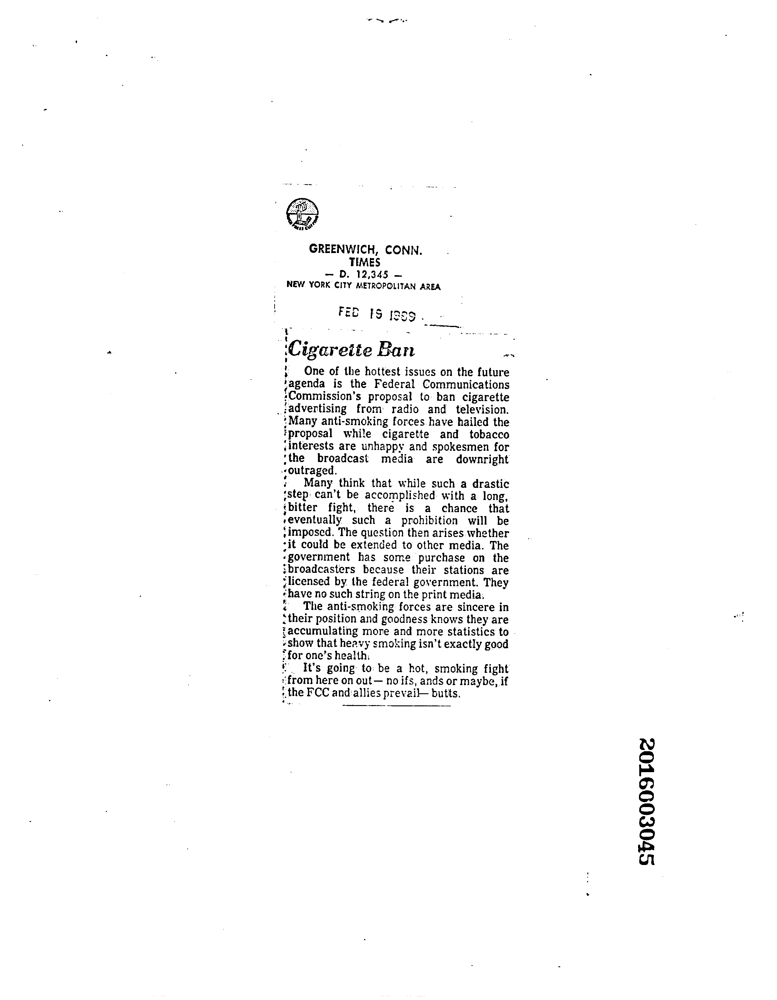 GREENWICH, CONN.
TIMES
— D. 12,345 —
NEW YORK CITY METROPOLITAN AREA
FEB 15 1969
Cigarette Ban
One of the hottest issues on the future
agenda is the Federal Communications
Commission's proposal to ban cigarette
advertising from radio and television.
Many anti-smoking forces have hailed the
proposal while cigarette and tobacco
interests are unhappy and spokesmen for
the broadcast media are downright
outraged.
Many think that while such a drastic
step can't be accomplished with a long,
bitter fight, there is a chance that
eventually such a prohibition will be
imposed. The question then arises whether
it could be extended to other media. The
government has some purchase on the
broadcasters because their stations are
licensed by the federal government. They
have no such string on the print media.
The anti-smoking forces are sincere in
their position and goodness knows they are
accumulating more and more statistics to
show that heavy smoking isn't exactly good
for one's health.
It's going to be a hot, smoking fight
from here on out — no ifs, ands or maybe, if
the FCC and allies prevail — butts.
2016003045